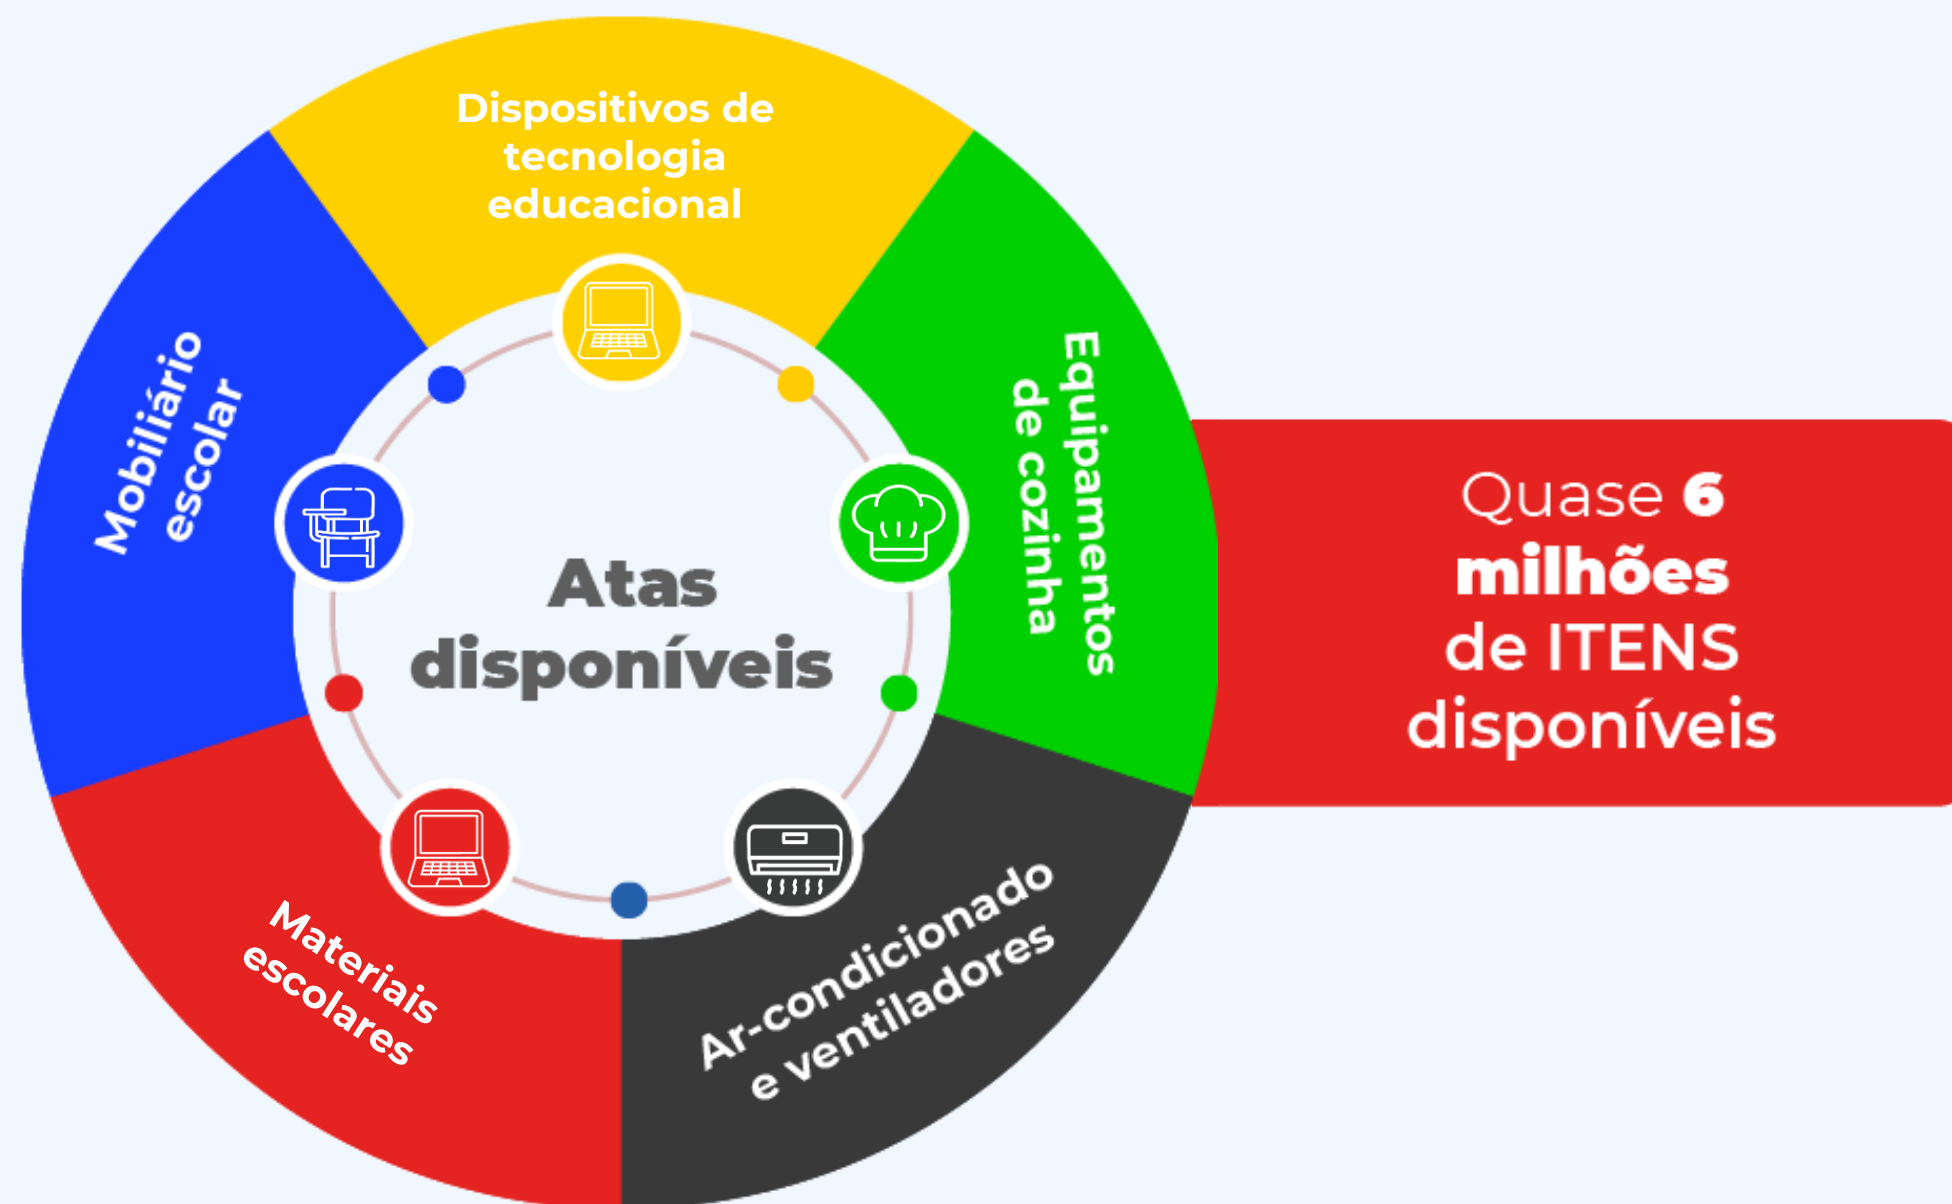 Dispositivos de
tecnologia
educacional
Mobiliário
escolar
Equipamentos
de cozinha
Atas
disponíveis
Quase 6
milhões
de ITENS
disponíveis
Materiais
escolares
Ar-condicionado
e ventiladores